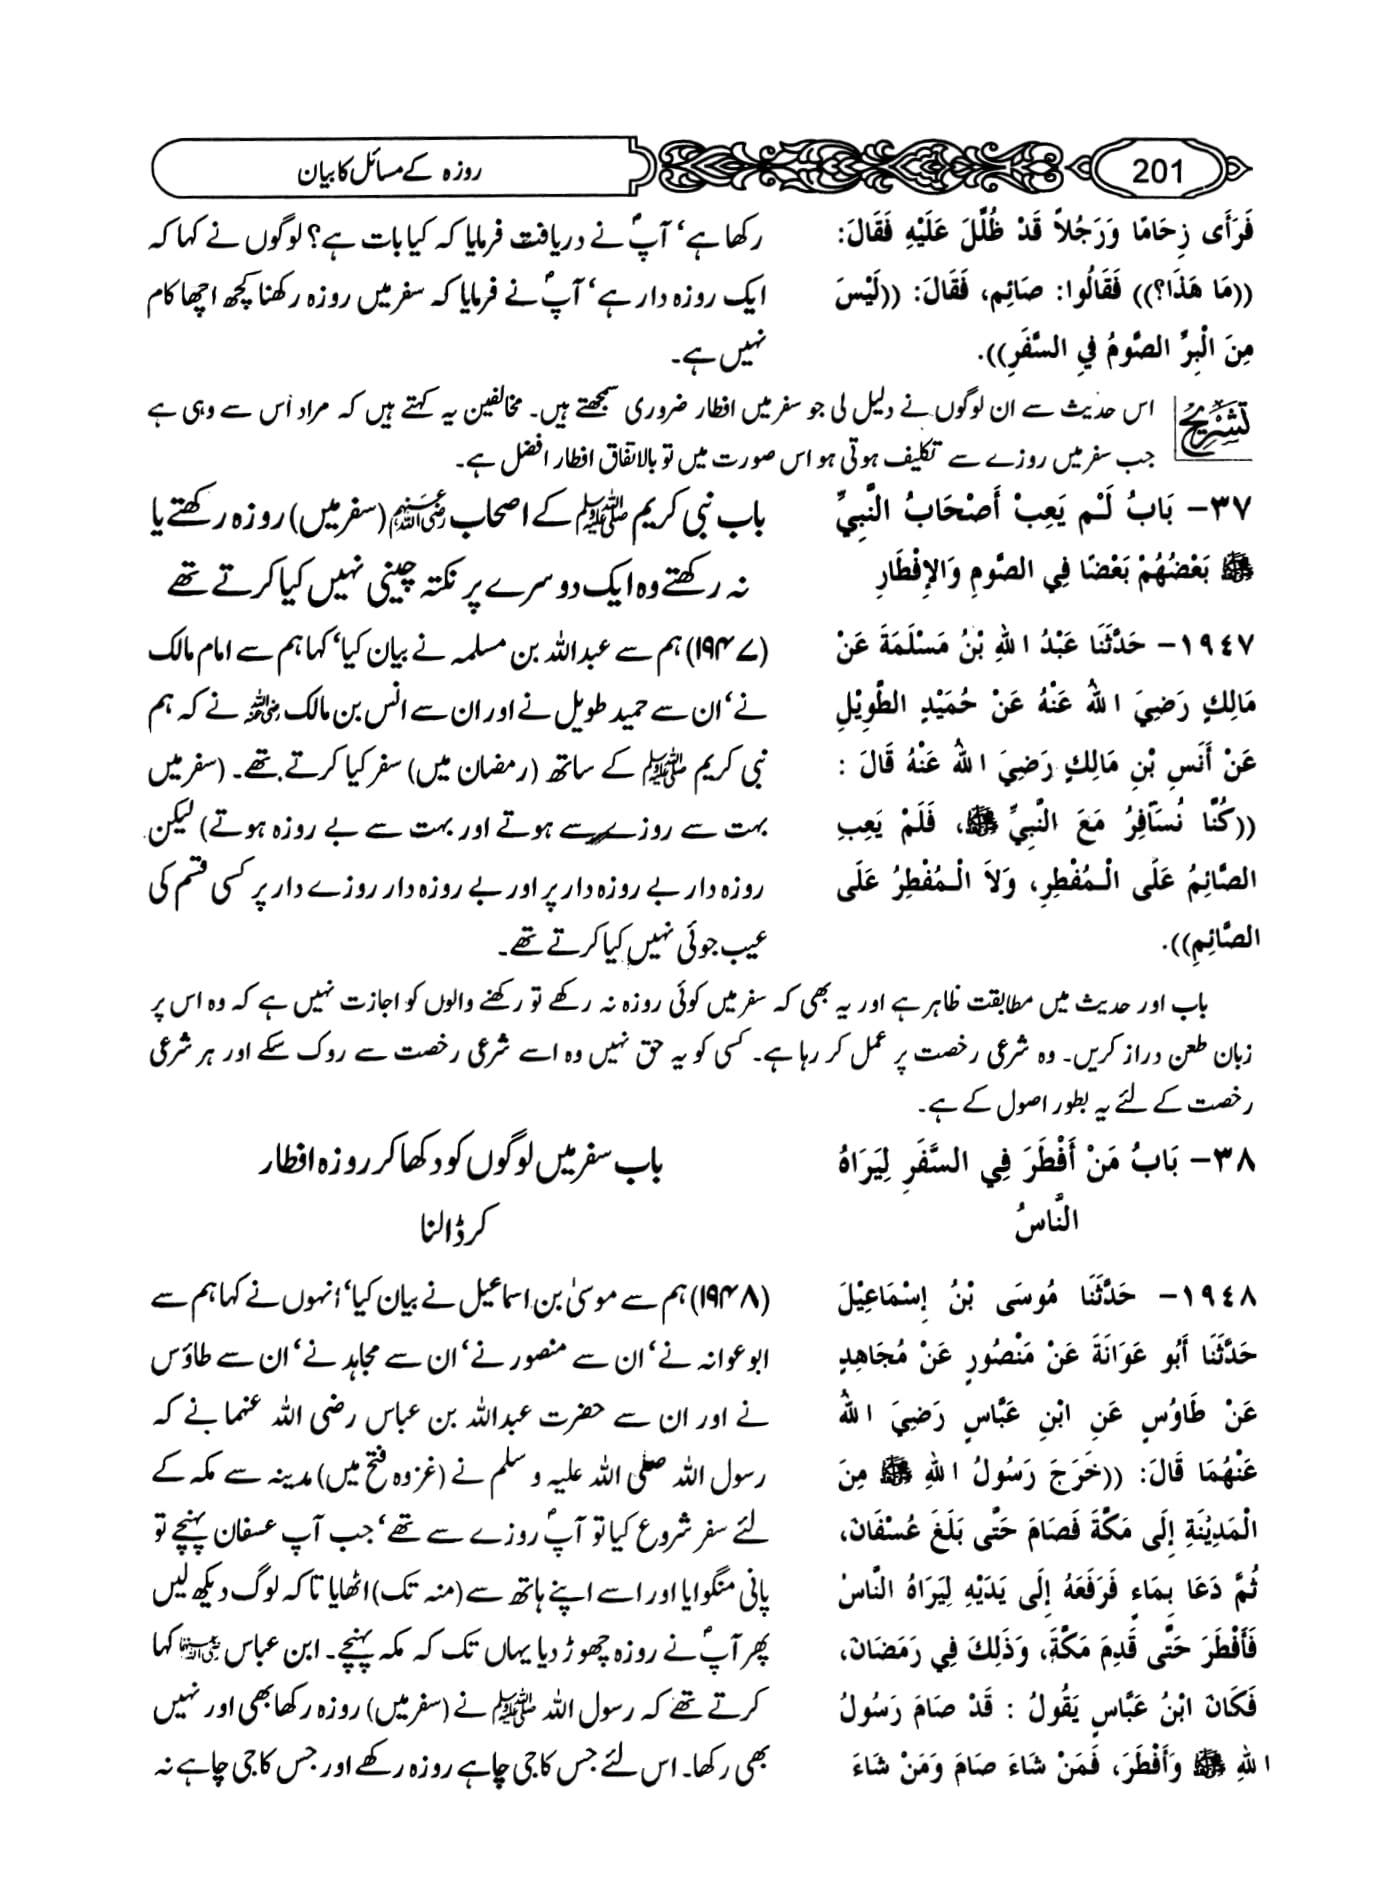 201
روزہ کے مسائل کا بیان
فَرَأَى زِحَامًا وَرَجُلاً قَدْ ظُلِّلَ عَلَيْهِ فَقَالَ:
((مَا هَذَا؟)) فَقَالُوا: صَائِمٌ، فَقَالَ: ((لَيْسَ
مِنَ الْبِرِّ الصَّوْمُ فِي السَّفَرِ)).
رکھا ہے‘ آپؐ نے دریافت فرمایا کہ کیا بات ہے؟ لوگوں نے کہا کہ
ایک روزہ دار ہے‘ آپؐ نے فرمایا کہ سفر میں روزہ رکھنا کچھ اچھا کام
نہیں ہے۔
تشریح
اس حدیث سے ان لوگوں نے دلیل لی جو سفر میں افطار ضروری سمجھتے ہیں۔ مخالفین یہ کہتے ہیں کہ مراد اس سے وہی ہے
جب سفر میں روزے سے تکلیف ہوتی ہو اس صورت میں تو بالاتفاق افطار افضل ہے۔
٣٧- بَابُ لَمْ يَعِبْ أَصْحَابُ النَّبِيِّ
ﷺ بَعْضُهُمْ بَعْضًا فِي الصَّوْمِ وَالإِفْطَارِ
باب نبی کریم ﷺ کے اصحاب رضی اللہ عنہم (سفر میں) روزہ رکھتے یا
نہ رکھتے وہ ایک دوسرے پر نکتہ چینی نہیں کیا کرتے تھے
١٩٤٧- حَدَّثَنَا عَبْدُ اللهِ بْنُ مَسْلَمَةَ عَنْ
مَالِكٍ رَضِيَ اللهُ عَنْهُ عَنْ حُمَيْدٍ الطَّوِيْلِ
عَنْ أَنَسِ بْنِ مَالِكٍ رَضِيَ اللهُ عَنْهُ قَالَ :
((كُنَّا نُسَافِرُ مَعَ النَّبِيِّ ﷺ، فَلَمْ يَعِبِ
الصَّائِمُ عَلَى الْمُفْطِرِ، وَلاَ الْمُفْطِرُ عَلَى
الصَّائِمِ)).
(۱۹۴۷) ہم سے عبداللہ بن مسلمہ نے بیان کیا‘ کہا ہم سے امام مالک
نے‘ ان سے حمید طویل نے اور ان سے انس بن مالک رضی اللہ عنہ نے کہ ہم
نبی کریم ﷺ کے ساتھ (رمضان میں) سفر کیا کرتے تھے۔ (سفر میں
بہت سے روزے سے ہوتے اور بہت سے بے روزہ ہوتے) لیکن
روزہ دار بے روزہ دار پر اور بے روزہ دار روزے دار پر کسی قسم کی
عیب جوئی نہیں کیا کرتے تھے۔
باب اور حدیث میں مطابقت ظاہر ہے اور یہ بھی کہ سفر میں کوئی روزہ نہ رکھے تو رکھنے والوں کو اجازت نہیں ہے کہ وہ اس پر
زبان طعن دراز کریں۔ وہ شرعی رخصت پر عمل کر رہا ہے۔ کسی کو یہ حق نہیں وہ اسے شرعی رخصت سے روک سکے اور ہر شرعی
رخصت کے لئے یہ بطور اصول کے ہے۔
٣٨- بَابُ مَنْ أَفْطَرَ فِي السَّفَرِ لِيَرَاهُ
النَّاسُ
باب سفر میں لوگوں کو دکھا کر روزہ افطار
کر ڈالنا
١٩٤٨- حَدَّثَنَا مُوسَى بْنُ إِسْمَاعِيْلَ
حَدَّثَنَا أَبُو عَوَانَةَ عَنْ مَنْصُورٍ عَنْ مُجَاهِدٍ
عَنْ طَاوُسٍ عَنِ ابْنِ عَبَّاسٍ رَضِيَ اللهُ
عَنْهُمَا قَالَ: ((خَرَجَ رَسُولُ اللهِ ﷺ مِنَ
الْمَدِيْنَةِ إِلَى مَكَّةَ فَصَامَ حَتَّى بَلَغَ عُسْفَانَ،
ثُمَّ دَعَا بِمَاءٍ فَرَفَعَهُ إِلَى يَدَيْهِ لِيَرَاهُ النَّاسُ
فَأَفْطَرَ حَتَّى قَدِمَ مَكَّةَ، وَذَلِكَ فِي رَمَضَانَ،
فَكَانَ ابْنُ عَبَّاسٍ يَقُولُ : قَدْ صَامَ رَسُولُ
اللهِ ﷺ وَأَفْطَرَ، فَمَنْ شَاءَ صَامَ وَمَنْ شَاءَ
(۱۹۴۸) ہم سے موسیٰ بن اسماعیل نے بیان کیا‘ انہوں نے کہا ہم سے
ابوعوانہ نے‘ ان سے منصور نے‘ ان سے مجاہد نے‘ ان سے طاؤس
نے اور ان سے حضرت عبداللہ بن عباس رضی اللہ عنہما نے کہ
رسول اللہ صلی اللہ علیہ وسلم نے (غزوہ فتح میں) مدینہ سے مکہ کے
لئے سفر شروع کیا تو آپؐ روزے سے تھے‘ جب آپ عسفان پہنچے تو
پانی منگوایا اور اسے اپنے ہاتھ سے (منہ تک) اٹھایا تاکہ لوگ دیکھ لیں
پھر آپؐ نے روزہ چھوڑ دیا یہاں تک کہ مکہ پہنچے۔ ابن عباس رضی اللہ عنہما کہا
کرتے تھے کہ رسول اللہ ﷺ نے (سفر میں) روزہ رکھا بھی اور نہیں
بھی رکھا۔ اس لئے جس کا جی چاہے روزہ رکھے اور جس کا جی چاہے نہ